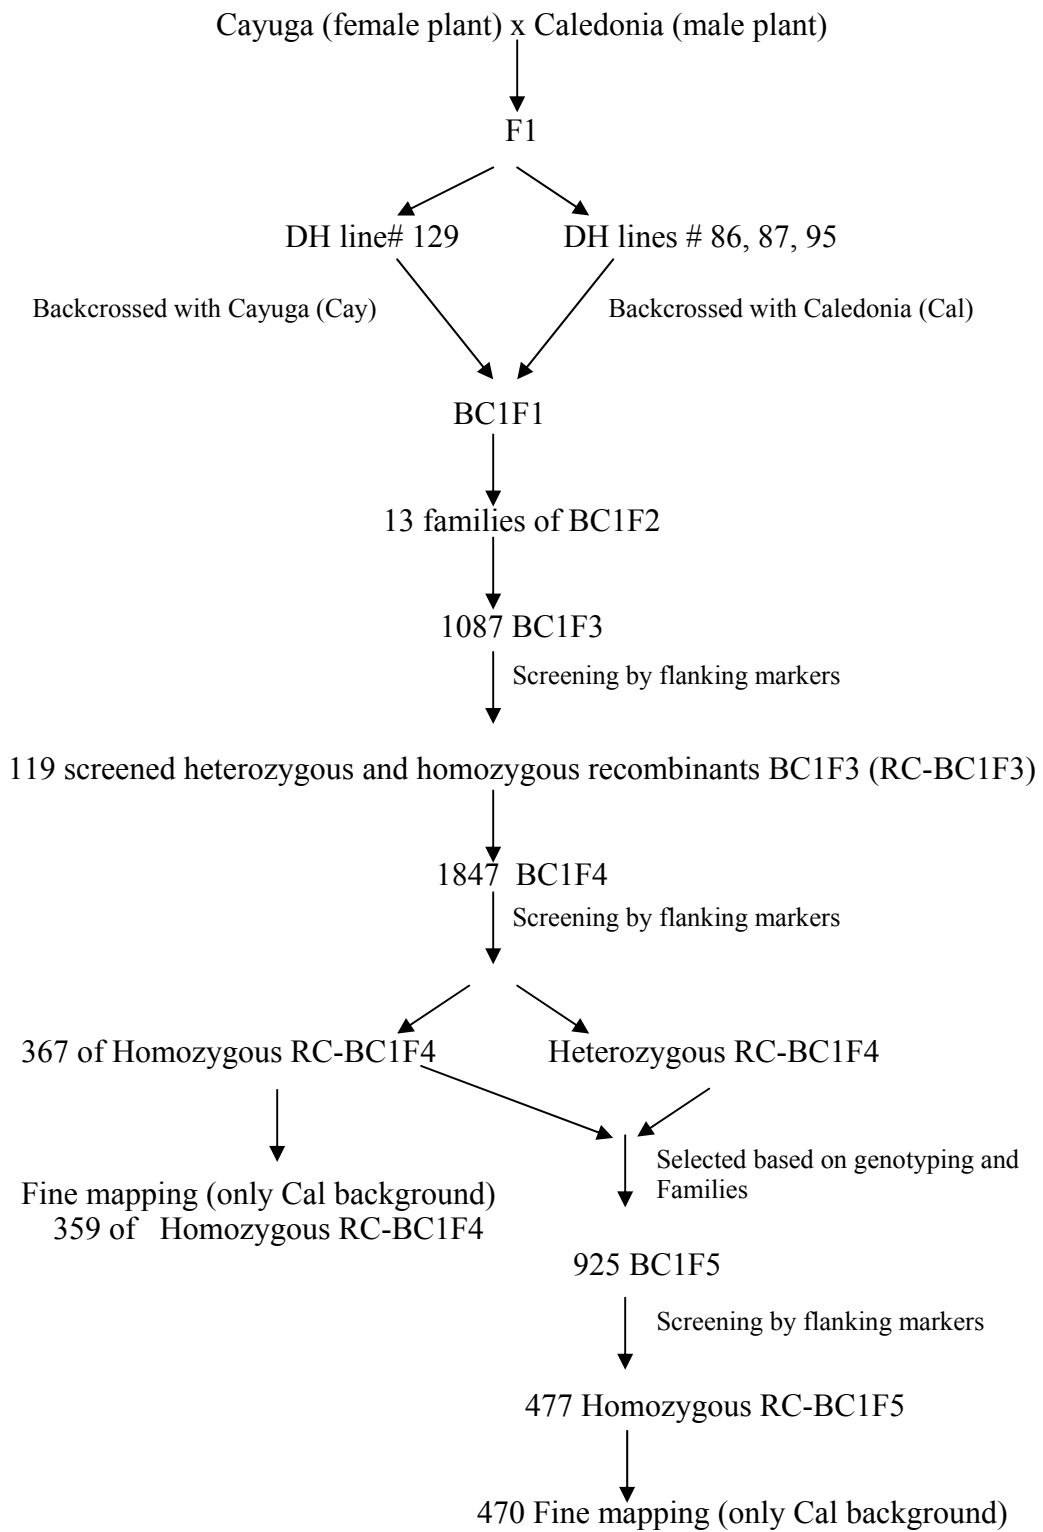 Cayuga (female plant) x Caledonia (male plant)
F1
DH line# 129
DH lines # 86, 87, 95
Backcrossed with Cayuga (Cay)
Backcrossed with Caledonia (Cal)
BC1F1
13 families of BC1F2
1087 BC1F3
Screening by flanking markers
119 screened heterozygous and homozygous recombinants BC1F3 (RC-BC1F3)
1847 BC1F4
Screening by flanking markers
367 of Homozygous RC-BC1F4
Heterozygous RC-BC1F4
Selected based on genotyping and
Families
Fine mapping (only Cal background)
359 of Homozygous RC-BC1F4
925 BC1F5
Screening by flanking markers
477 Homozygous RC-BC1F5
470 Fine mapping (only Cal background)